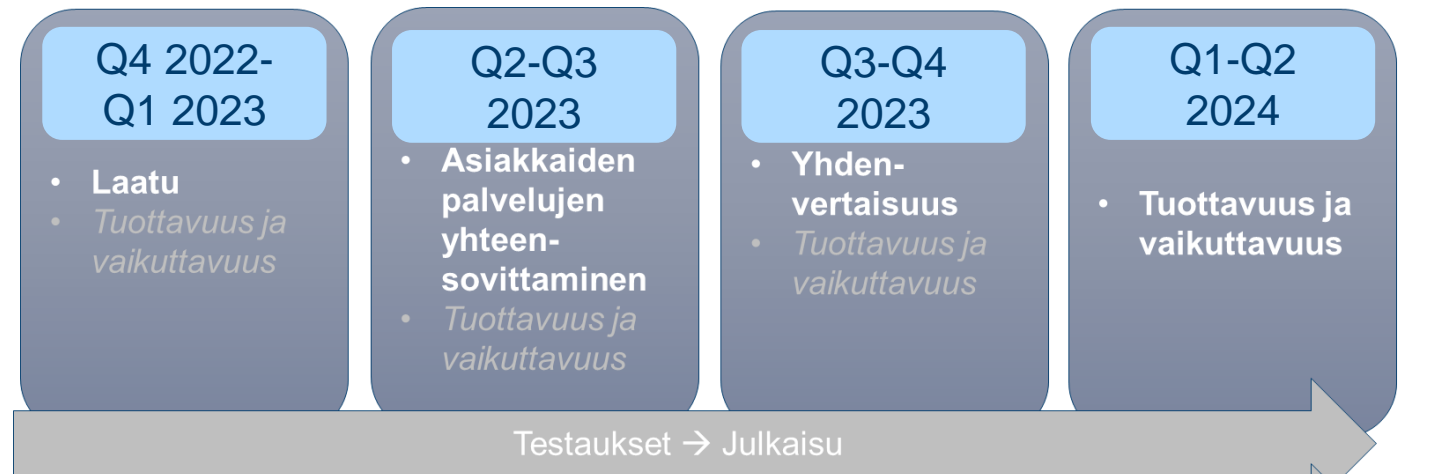 Q4 2022-
Q1 2023
• Laatu
• Tuottavuus ja
vaikuttavuus
Q2-Q3
2023
• Asiakkaiden
palvelujen
yhteen-
sovittaminen
• Tuottavuus ja
vaikuttavuus
Q3-Q4
2023
• Yhden-
vertaisuus
• Tuottavuus ja
vaikuttavuus
Q1-Q2
2024
• Tuottavuus ja
vaikuttavuus
Testaukset → Julkaisu